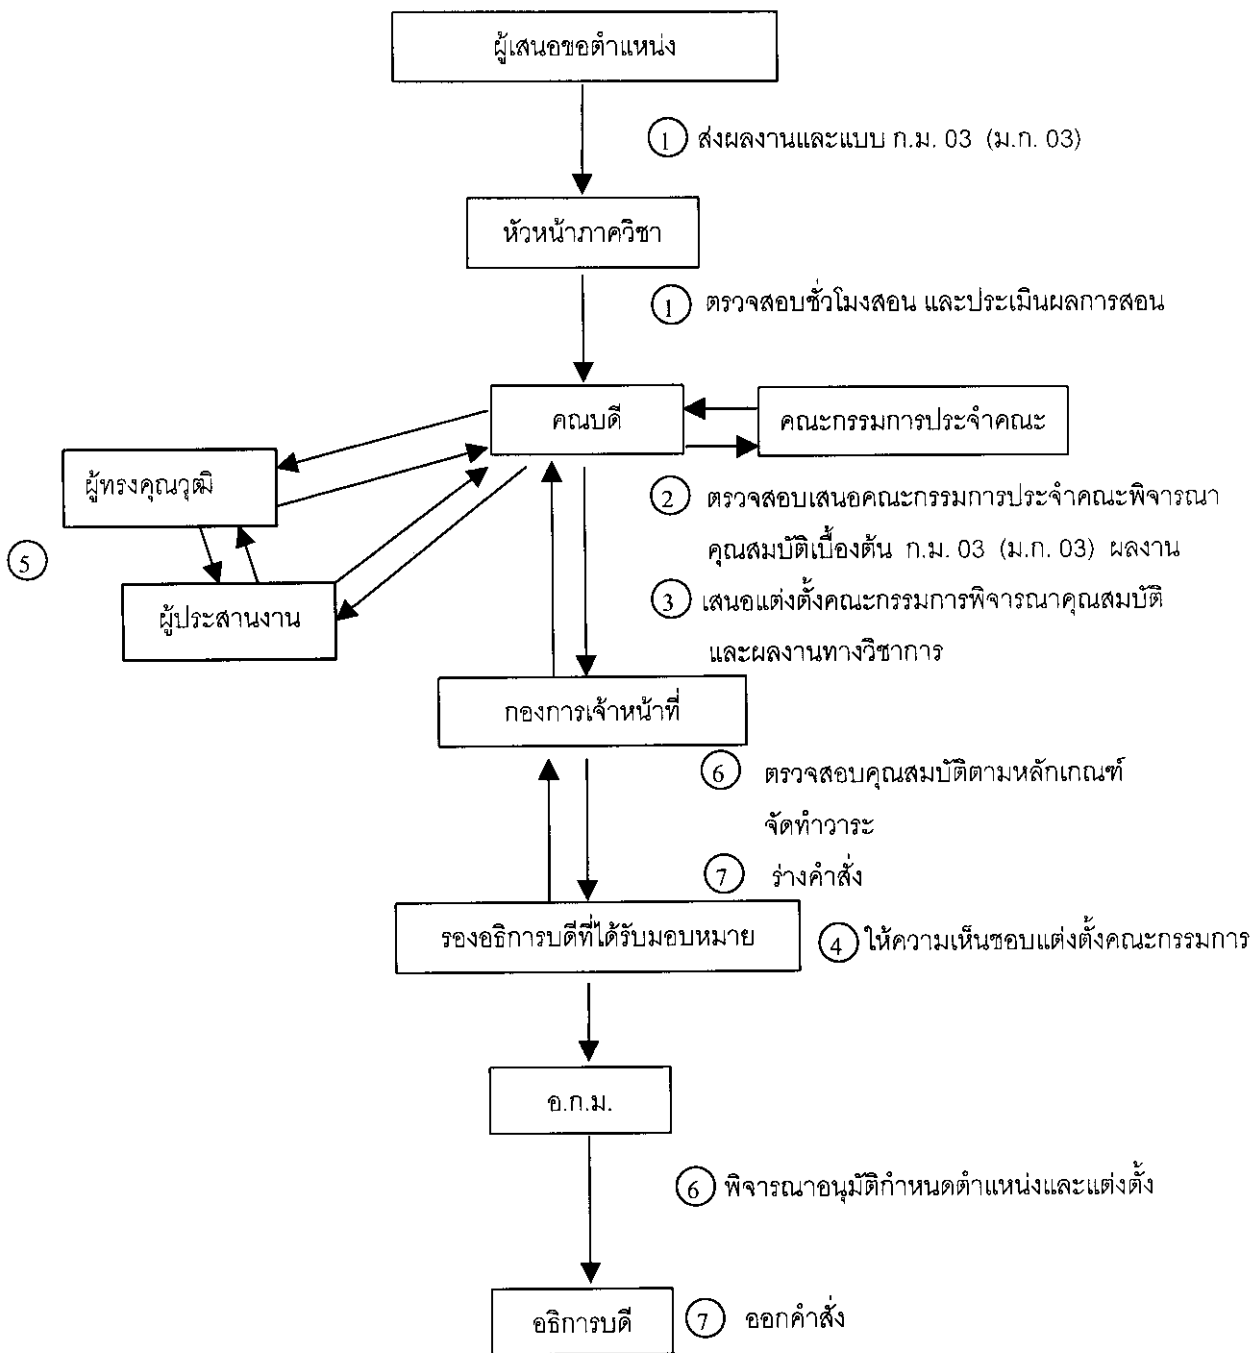 ผู้เสนอขอตำแหน่ง
1 ส่งผลงานและแบบ ก.ม. 03 (ม.ก. 03)
หัวหน้าภาควิชา
1 ตรวจสอบชั่วโมงสอน และประเมินผลการสอน
คณบดี
คณะกรรมการประจำคณะ
ผู้ทรงคุณวุฒิ
2 ตรวจสอบเสนอคณะกรรมการประจำคณะพิจารณา
คุณสมบัติเบื้องต้น ก.ม. 03 (ม.ก. 03) ผลงาน
5
3 เสนอแต่งตั้งคณะกรรมการพิจารณาคุณสมบัติ
และผลงานทางวิชาการ
ผู้ประสานงาน
กองการเจ้าหน้าที่
6 ตรวจสอบคุณสมบัติตามหลักเกณฑ์
จัดทำวาระ
7 ร่างคำสั่ง
รองอธิการบดีที่ได้รับมอบหมาย
4 ให้ความเห็นชอบแต่งตั้งคณะกรรมการ
อ.ก.ม.
6 พิจารณาอนุมัติกำหนดตำแหน่งและแต่งตั้ง
อธิการบดี
7 ออกคำสั่ง